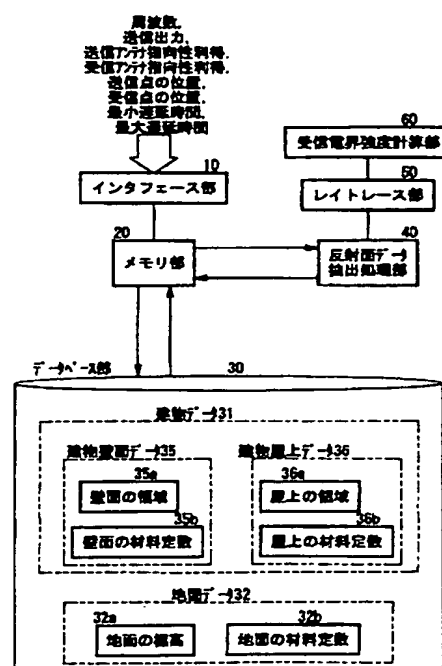 周波数,
送信出力,
送信アンテナ指向性利得,
受信アンテナ指向性利得,
送信点の位置,
受信点の位置,
最小遅延時間,
最大遅延時間
10
インタフェース部
60
受信電界強度計算部
50
レイトレース部
20
メモリ部
40
反射面データ
抽出処理部
データベース部
30
建物データ31
建物壁面データ35
35a
壁面の領域
35b
壁面の材料定数
建物屋上データ36
36a
屋上の領域
36b
屋上の材料定数
地面データ32
32a
地面の標高
32b
地面の材料定数